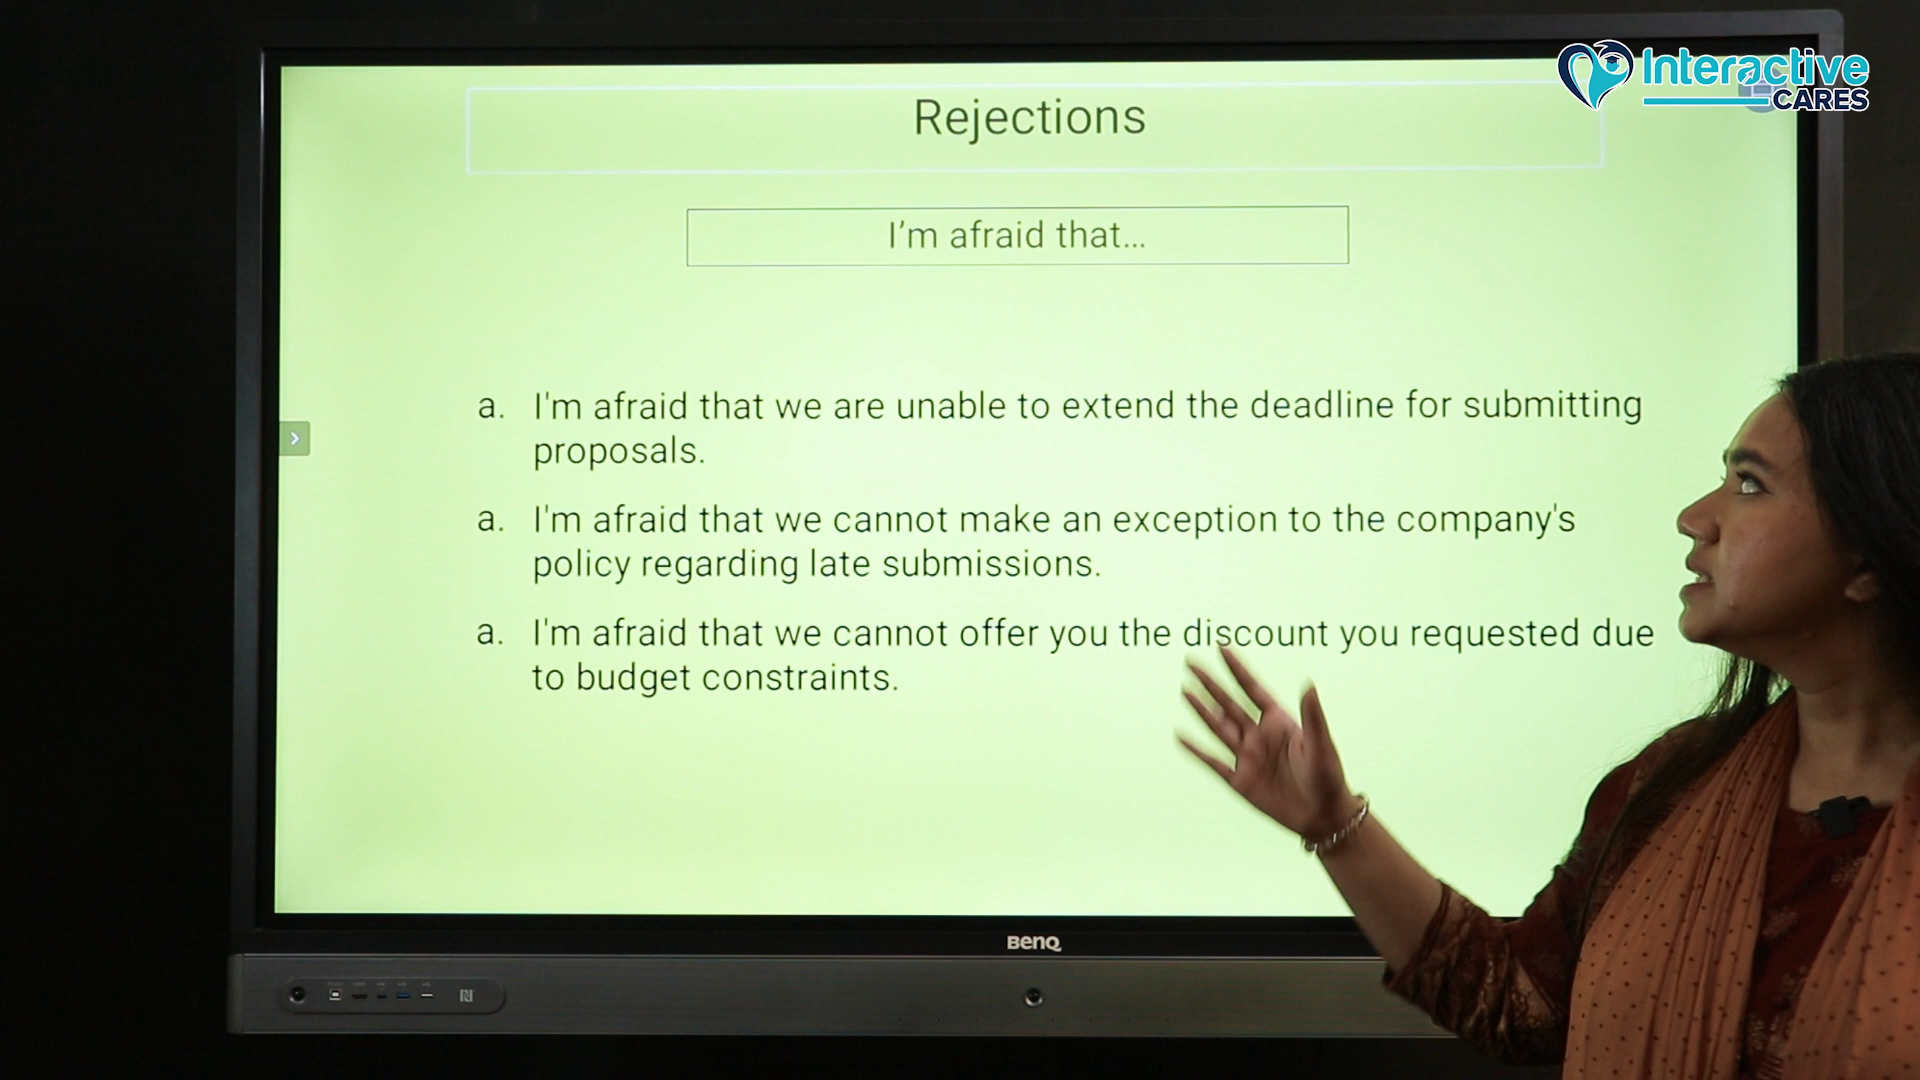 Interactive
CARES
Rejections
I’m afraid that...
a. I'm afraid that we are unable to extend the deadline for submitting
proposals.
a. I'm afraid that we cannot make an exception to the company's
policy regarding late submissions.
a. I'm afraid that we cannot offer you the discount you requested due
to budget constraints.
BenQ